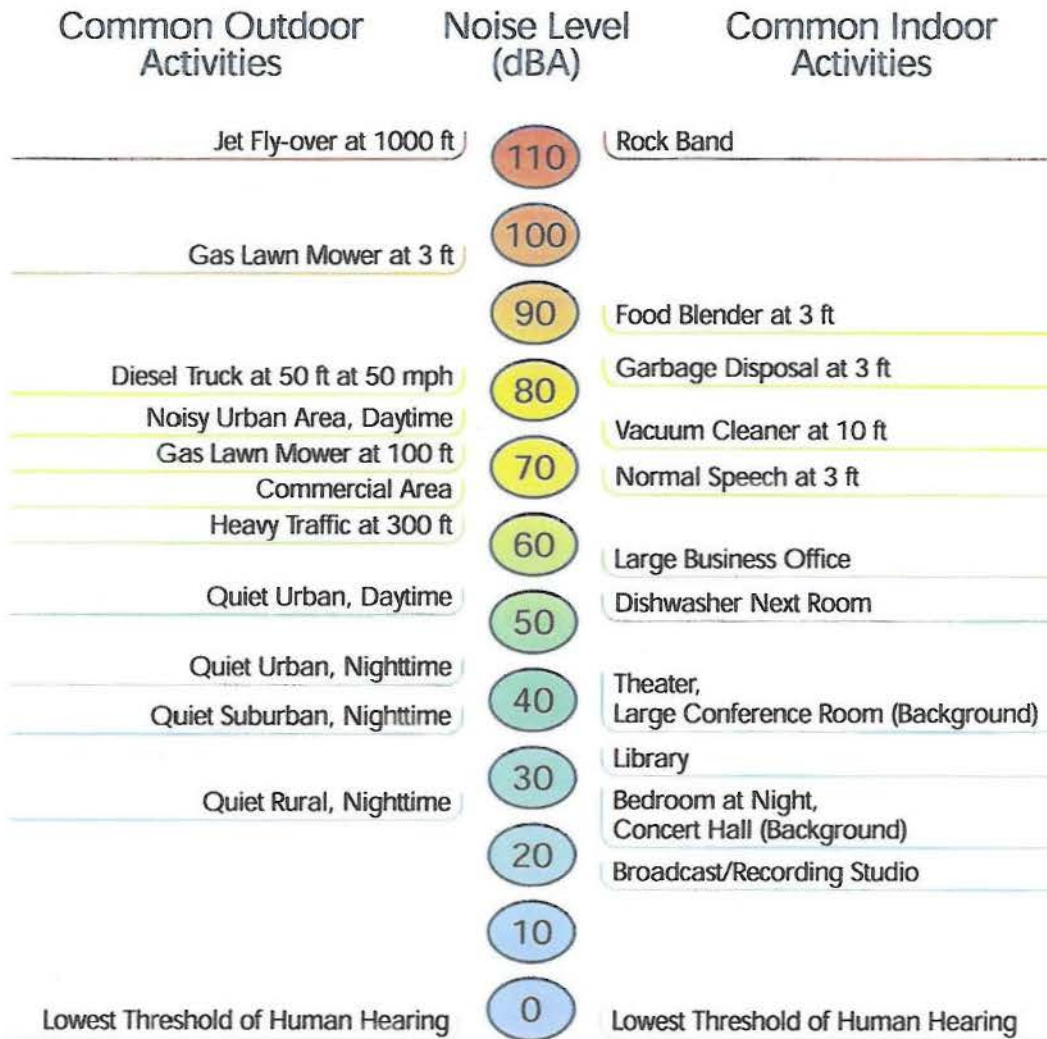 Common Outdoor
Activities
Noise Level
(dBA)
Common Indoor
Activities
Jet Fly-over at 1000 ft
110
Rock Band
100
Gas Lawn Mower at 3 ft
90
Food Blender at 3 ft
Diesel Truck at 50 ft at 50 mph
80
Garbage Disposal at 3 ft
Noisy Urban Area, Daytime
Vacuum Cleaner at 10 ft
Gas Lawn Mower at 100 ft
70
Normal Speech at 3 ft
Commercial Area
Heavy Traffic at 300 ft
60
Large Business Office
Quiet Urban, Daytime
50
Dishwasher Next Room
Quiet Urban, Nighttime
40
Theater,
Large Conference Room (Background)
Quiet Suburban, Nighttime
30
Library
Quiet Rural, Nighttime
Bedroom at Night,
Concert Hall (Background)
20
Broadcast/Recording Studio
10
0
Lowest Threshold of Human Hearing
Lowest Threshold of Human Hearing